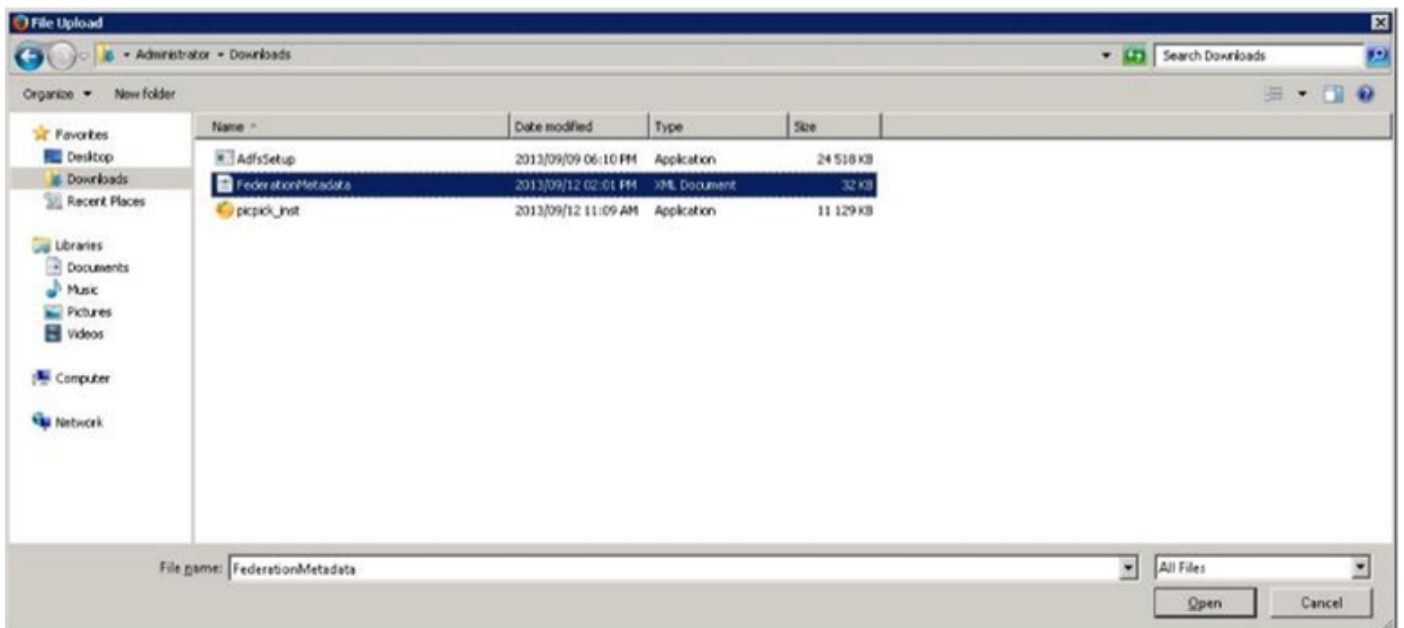 File Upload
Administrator Downloads
Search Downloads
Organize New folder
Name Date modified Type Size
Favorites
Desktop
Downloads
Recent Places
Libraries
Documents
Music
Pictures
Videos
Computer
Network
AdfsSetup 2013/09/09 06:10 PM Application 24 518 KB
FederationMetadata 2013/09/12 02:01 PM XML Document 32 KB
picpick_inst 2013/09/12 11:09 AM Application 11 129 KB
File name: FederationMetadata
All Files
Open Cancel